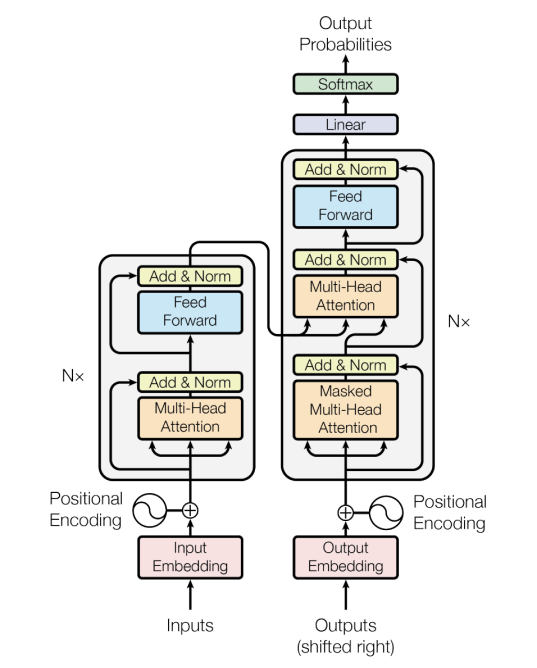 Output
Probabilities
Softmax
Linear
Add & Norm
Feed
Forward
Add & Norm
Multi-Head
Attention
Add & Norm
Masked
Multi-Head
Attention
N×
Positional
Encoding
Output
Embedding
Outputs
(shifted right)
Add & Norm
Feed
Forward
Add & Norm
Multi-Head
Attention
N×
Positional
Encoding
Input
Embedding
Inputs